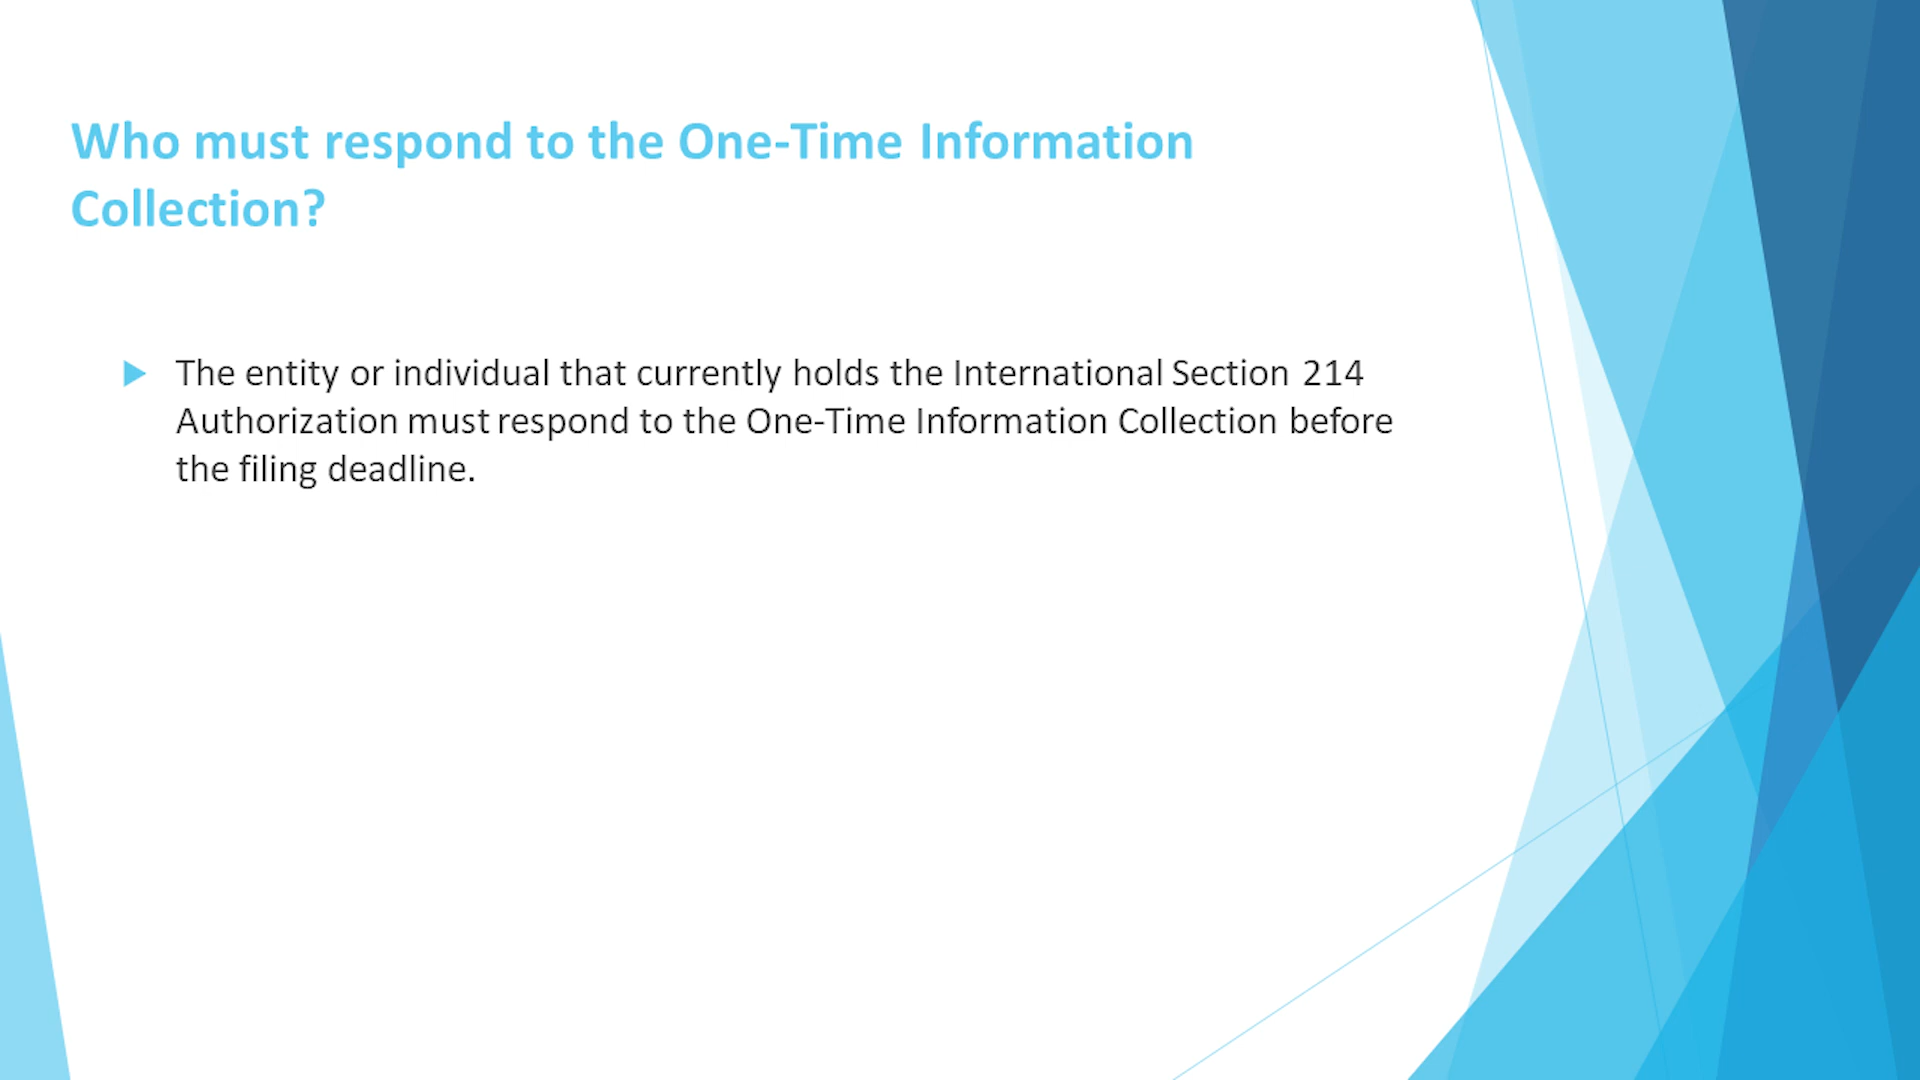 Who must respond to the One-Time Information
Collection?
The entity or individual that currently holds the International Section 214
Authorization must respond to the One-Time Information Collection before
the filing deadline.